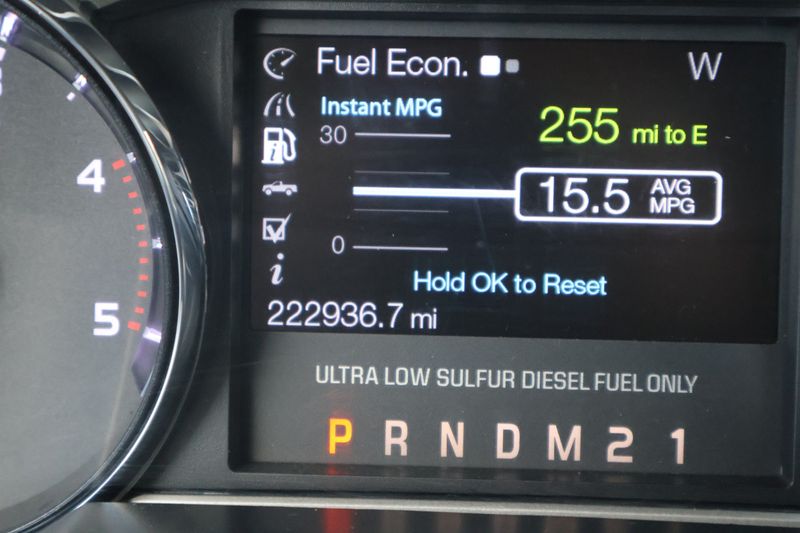 4
5
Fuel Econ.
W
Instant MPG
30
255 mi to E
15.5 AVG MPG
0
Hold OK to Reset
i
222936.7 mi
ULTRA LOW SULFUR DIESEL FUEL ONLY
P R N D M 2 1